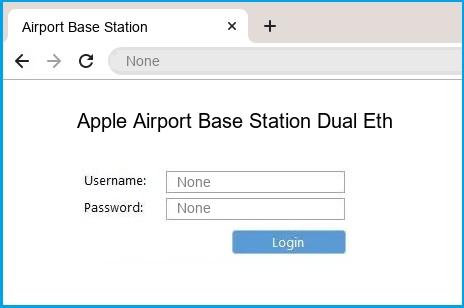 Airport Base Station
None
Apple Airport Base Station Dual Eth
Username: None
Password: None
Login